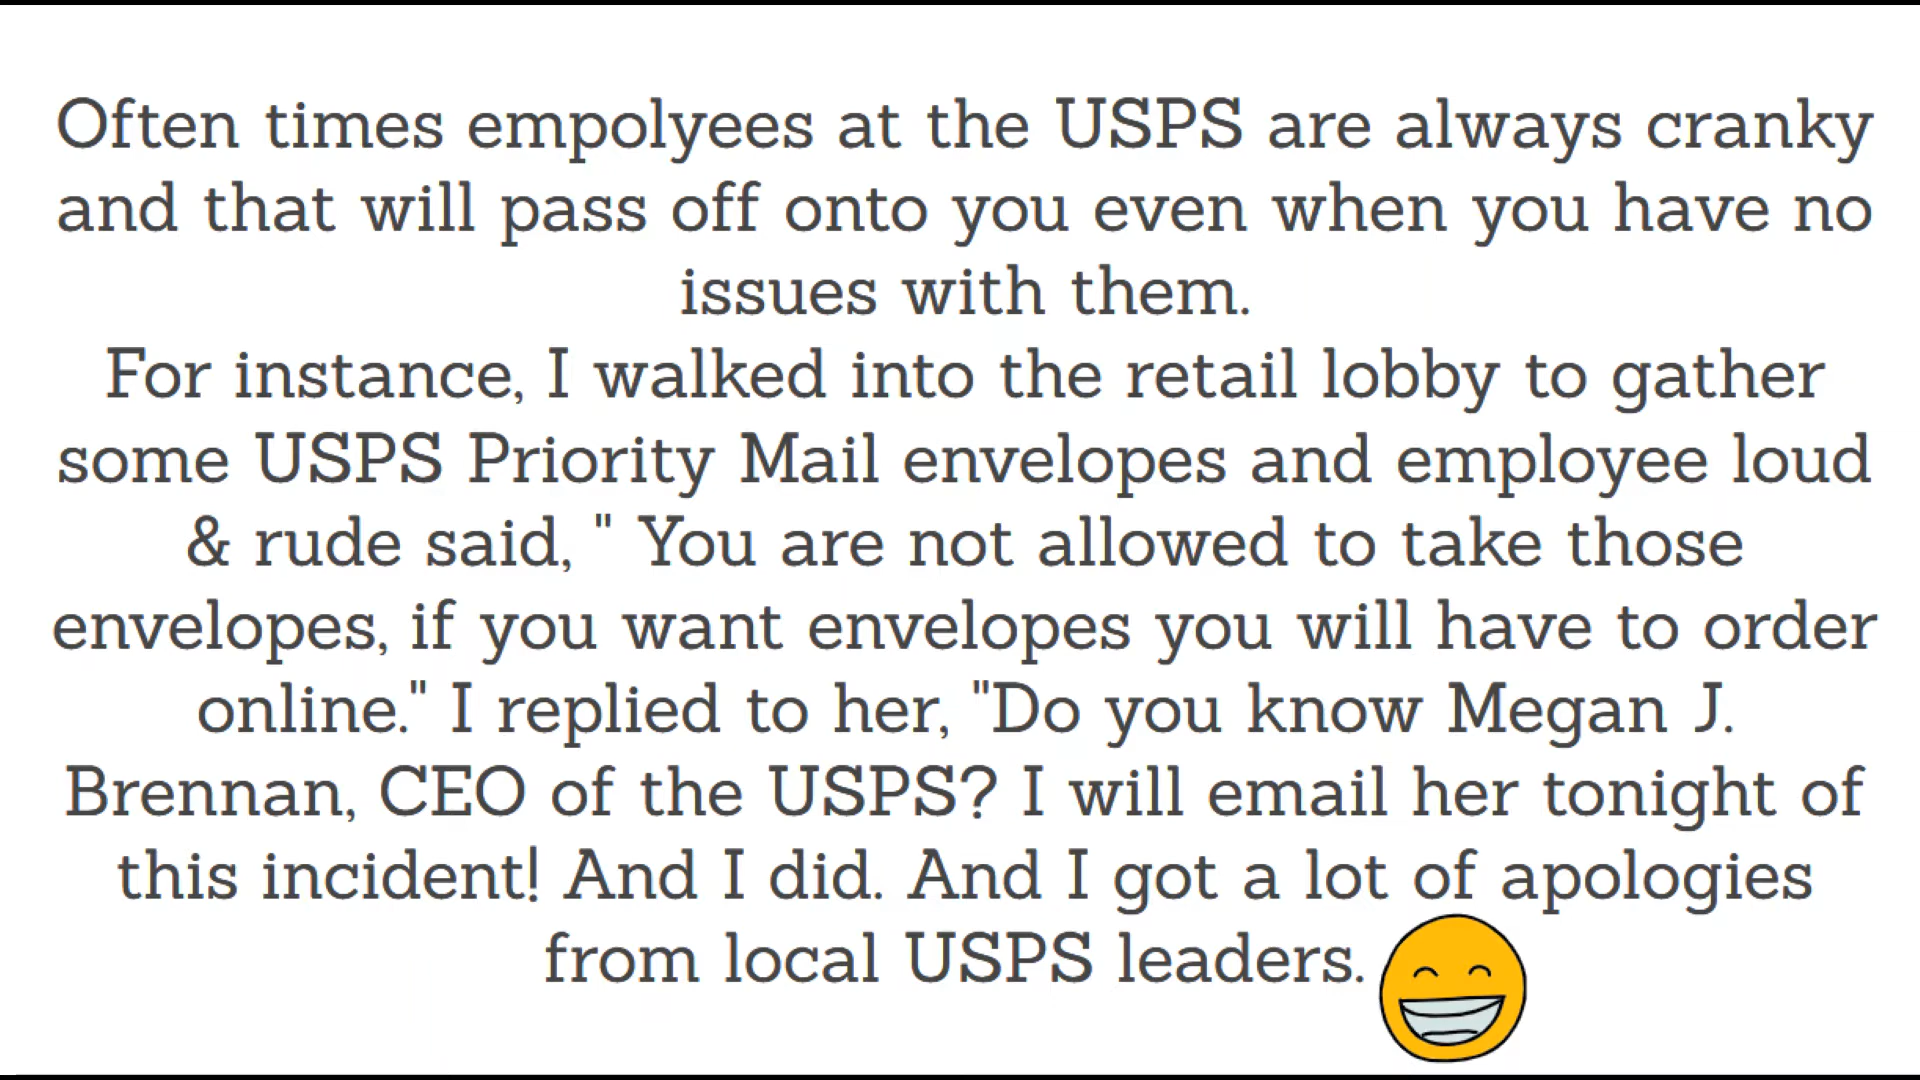 Often times empolyees at the USPS are always cranky
and that will pass off onto you even when you have no
issues with them.
For instance, I walked into the retail lobby to gather
some USPS Priority Mail envelopes and employee loud
& rude said, " You are not allowed to take those
envelopes, if you want envelopes you will have to order
online." I replied to her, "Do you know Megan J.
Brennan, CEO of the USPS? I will email her tonight of
this incident! And I did. And I got a lot of apologies
from local USPS leaders.